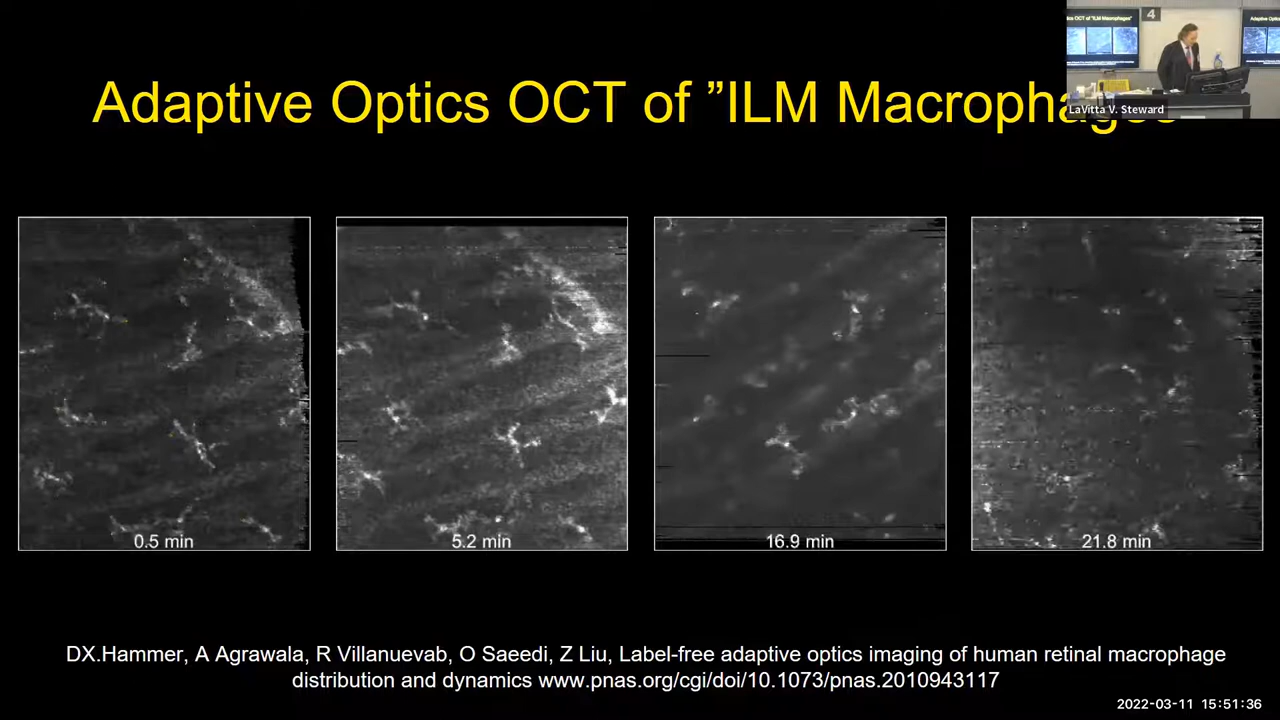 Adaptive Optics OCT of ”ILM Macrophages
4
LaVitta V. Steward
0.5 min
5.2 min
16.9 min
21.8 min
DX.Hammer, A Agrawala, R Villanuevab, O Saeedi, Z Liu, Label-free adaptive optics imaging of human retinal macrophage
distribution and dynamics www.pnas.org/cgi/doi/10.1073/pnas.2010943117
2022-03-11 15:51:36